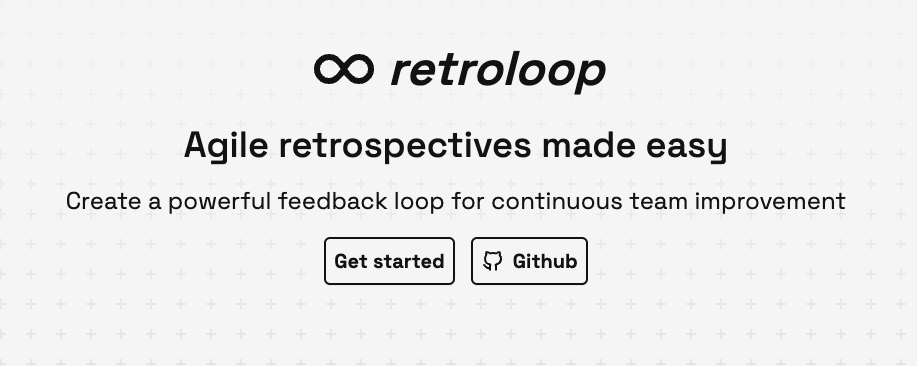 retroloop
Agile retrospectives made easy
Create a powerful feedback loop for continuous team improvement
Get started
Github